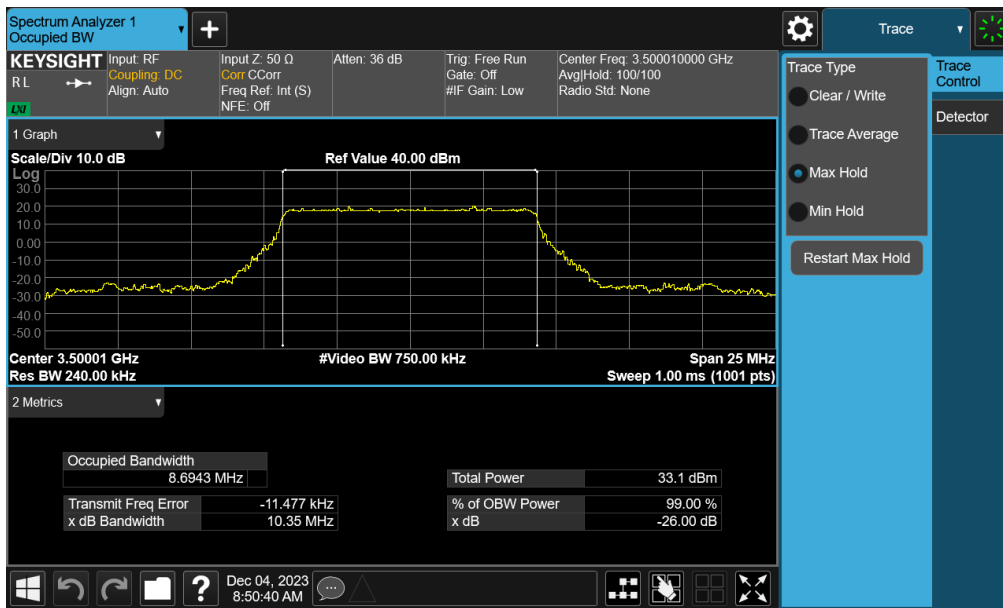 Spectrum Analyzer 1
Occupied BW
Trace
KEYSIGHT
R L
LXI
Input: RF
Coupling: DC
Align: Auto
Input Z: 50 Ω
Corr CCorr
Freq Ref: Int (S)
NFE: Off
Atten: 36 dB
Trig: Free Run
Gate: Off
#IF Gain: Low
Center Freq: 3.500010000 GHz
Avg|Hold: 100/100
Radio Std: None
Trace Type
Clear / Write
Trace Average
Max Hold
Min Hold
Restart Max Hold
Trace
Control
Detector
1 Graph
Scale/Div 10.0 dB
Ref Value 40.00 dBm
Log
30.0
20.0
10.0
0.00
-10.0
-20.0
-30.0
-40.0
-50.0
Center 3.50001 GHz
#Video BW 750.00 kHz
Span 25 MHz
Res BW 240.00 kHz
Sweep 1.00 ms (1001 pts)
2 Metrics
Occupied Bandwidth
8.6943 MHz
Total Power 33.1 dBm
Transmit Freq Error -11.477 kHz
% of OBW Power 99.00 %
x dB Bandwidth 10.35 MHz
x dB -26.00 dB
?
Dec 04, 2023
8:50:40 AM